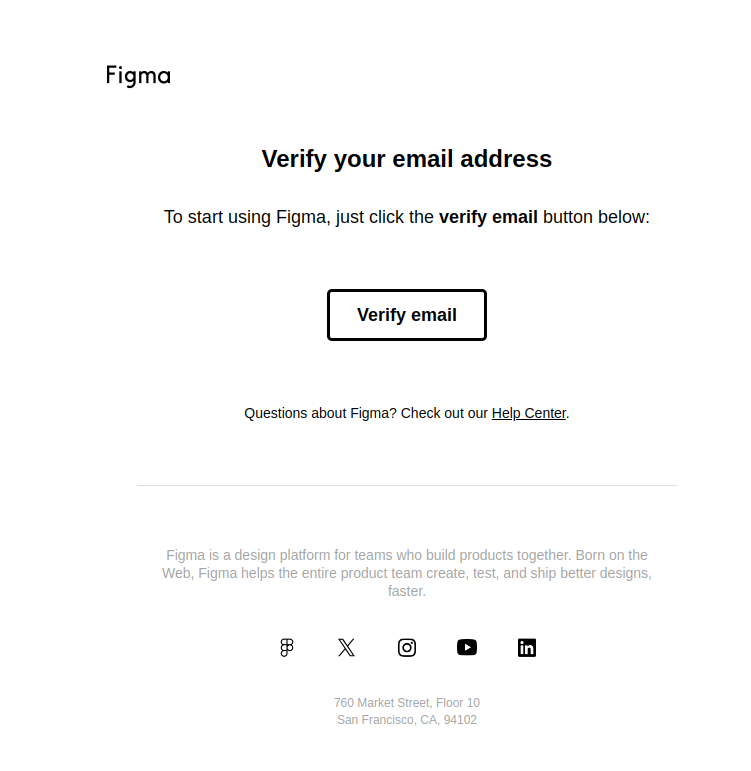 Figma
Verify your email address
To start using Figma, just click the verify email button below:
Verify email
Questions about Figma? Check out our Help Center.
Figma is a design platform for teams who build products together. Born on the
Web, Figma helps the entire product team create, test, and ship better designs,
faster.
760 Market Street, Floor 10
San Francisco, CA, 94102